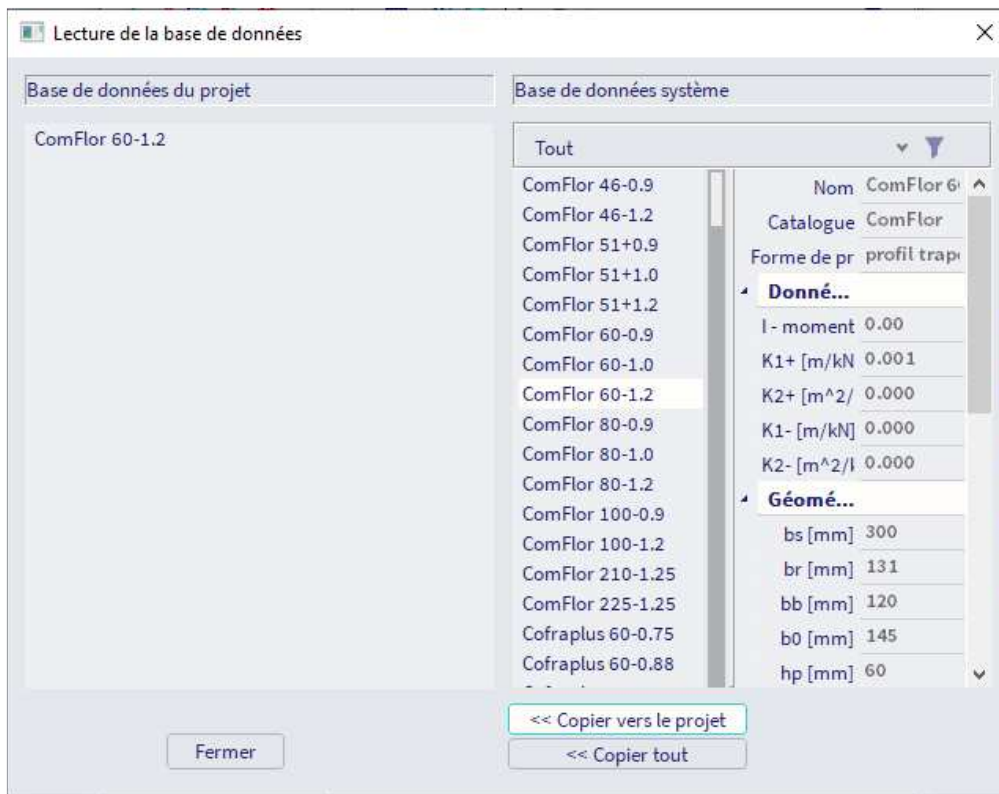 Lecture de la base de données
Base de données du projet
ComFlor 60-1.2
Fermer
Base de données système
Tout
ComFlor 46-0.9
ComFlor 46-1.2
ComFlor 51+0.9
ComFlor 51+1.0
ComFlor 51+1.2
ComFlor 60-0.9
ComFlor 60-1.0
ComFlor 60-1.2
ComFlor 80-0.9
ComFlor 80-1.0
ComFlor 80-1.2
ComFlor 100-0.9
ComFlor 100-1.2
ComFlor 210-1.25
ComFlor 225-1.25
Cofraplus 60-0.75
Cofraplus 60-0.88
Nom ComFlor 6
Catalogue ComFlor
Forme de pr profil trap
Donné...
I - moment 0.00
K1+ [m/kN 0.001
K2+ [m^2/ 0.000
K1- [m/kN] 0.000
K2- [m^2/ 0.000
Géomé...
bs [mm] 300
br [mm] 131
bb [mm] 120
b0 [mm] 145
hp [mm] 60
<< Copier vers le projet
<< Copier tout